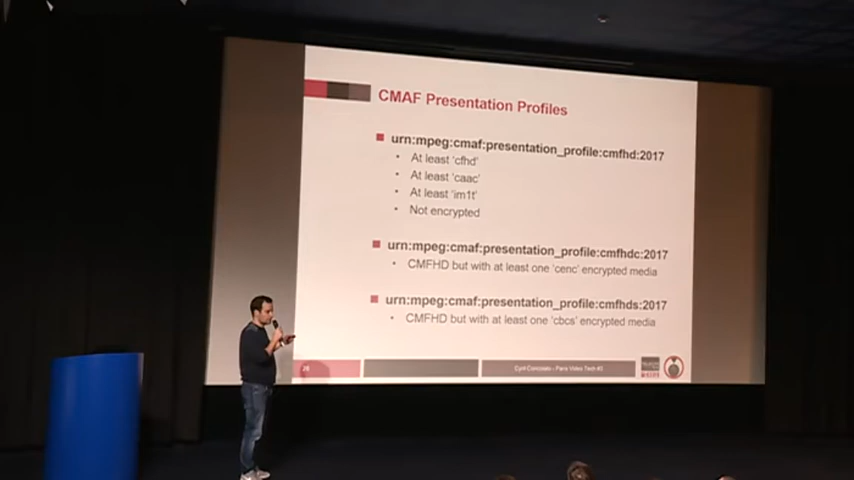 CMAF Presentation Profiles
urn:mpeg:cmaf:presentation_profile:cmfhd:2017
At least 'cfhd'
At least 'caac'
At least 'im1t'
Not encrypted
urn:mpeg:cmaf:presentation_profile:cmfhdc:2017
CMFHD but with at least one 'cenc' encrypted media
urn:mpeg:cmaf:presentation_profile:cmfhds:2017
CMFHD but with at least one 'cbcs' encrypted media
Cyril Concolato - Paris Video Tech #3